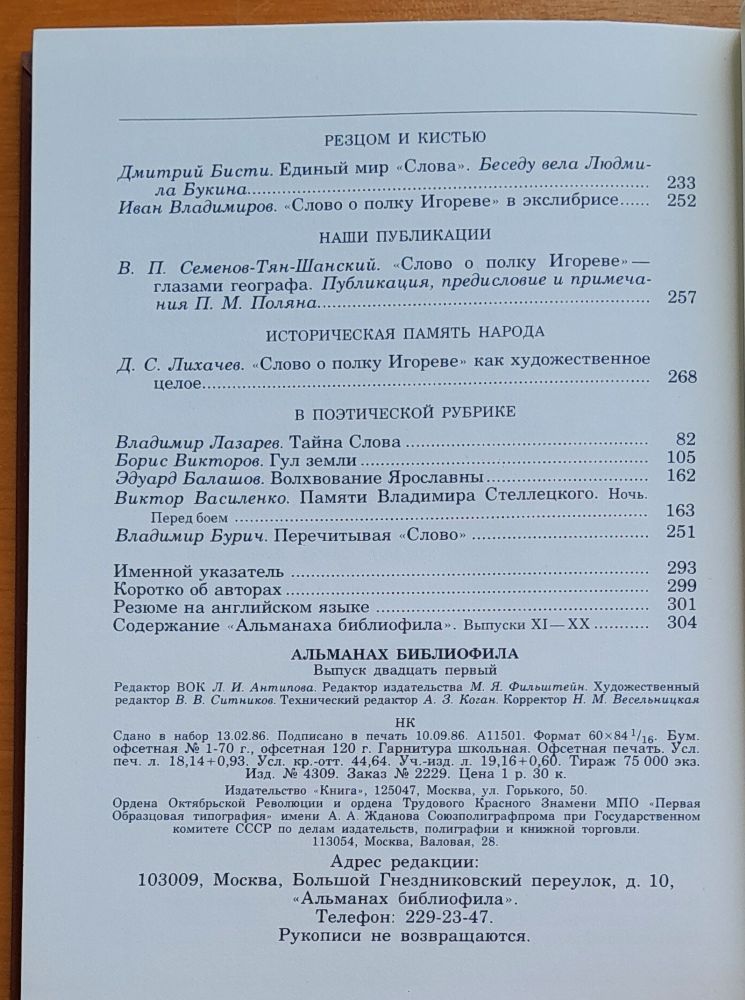 РЕЗЦОМ И КИСТЬЮ
Дмитрий Бисти. Единый мир «Слова». Беседу вела Людми-
ла Букина........ 233
Иван Владимиров. «Слово о полку Игореве» в экслибрисе...... 252
НАШИ ПУБЛИКАЦИИ
В. П. Семенов-Тян-Шанский. «Слово о полку Игореве» —
глазами географа. Публикация, предисловие и примеча-
ния П. М. Поляна........ 257
ИСТОРИЧЕСКАЯ ПАМЯТЬ НАРОДА
Д. С. Лихачев. «Слово о полку Игореве» как художественное
целое........ 268
В ПОЭТИЧЕСКОЙ РУБРИКЕ
Владимир Лазарев. Тайна Слова ........ 82
Борис Викторов. Гул земли ........ 105
Эдуард Балашов. Волхвование Ярославны ........ 162
Виктор Василенко. Памяти Владимира Стеллецкого. Ночь.
Перед боем ........ 163
Владимир Бурич. Перечитывая «Слово» ........ 251
Именной указатель ........ 293
Коротко об авторах ........ 299
Резюме на английском языке ........ 301
Содержание «Альманаха библиофила». Выпуски XI—XX ........ 304
АЛЬМАНАХ БИБЛИОФИЛА
Выпуск двадцать первый
Редактор ВОК Л. И. Антипова. Редактор издательства М. Я. Фильштейн. Художественный
редактор В. В. Ситников. Технический редактор А. З. Коган. Корректор Н. М. Весельницкая
НК
Сдано в набор 13.02.86. Подписано в печать 10.09.86. А11501. Формат 60×84 1/16. Бум.
офсетная № 1-70 г., офсетная 120 г. Гарнитура школьная. Офсетная печать. Усл.
печ. л. 18,14+0,93. Усл. кр.-отт. 44,64. Уч.-изд. л. 19,16+0,60. Тираж 75 000 экз.
Изд. № 4309. Заказ № 2229. Цена 1 р. 30 к.
Издательство «Книга», 125047, Москва, ул. Горького, 50.
Ордена Октябрьской Революции и ордена Трудового Красного Знамени МПО «Первая
Образцовая типография» имени А. А. Жданова Союзполиграфпрома при Государственном
комитете СССР по делам издательств, полиграфии и книжной торговли.
113054, Москва, Валовая, 28.
Адрес редакции:
103009, Москва, Большой Гнездниковский переулок, д. 10,
«Альманах библиофила».
Телефон: 229-23-47.
Рукописи не возвращаются.